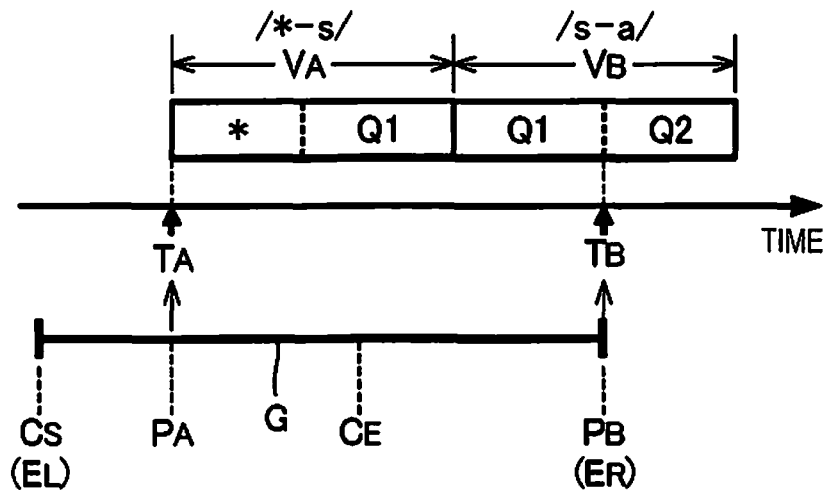 /*-s/ /s-a/
VA VB
* Q1 Q1 Q2
TIME
TA TB
G
CS PA CE PB
(EL) (ER)